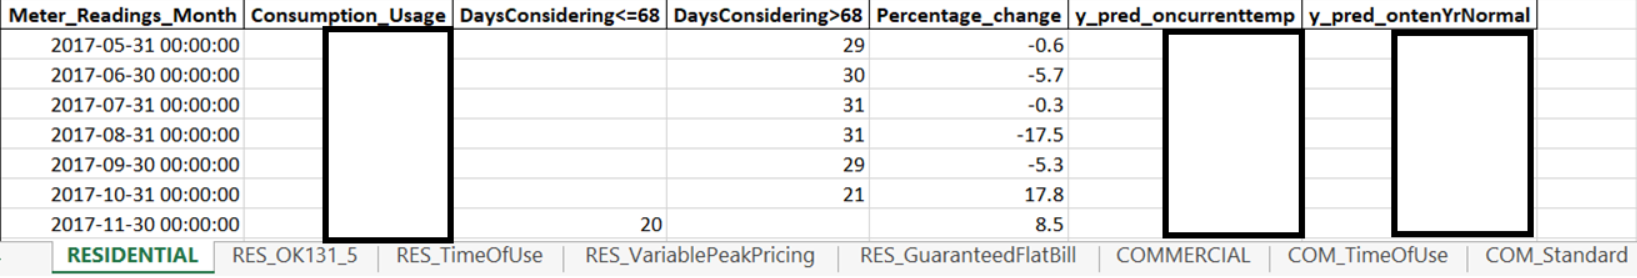 Meter_Readings_Month Consumption_Usage DaysConsidering<=68 DaysConsidering>68 Percentage_change y_pred_oncurrenttemp y_pred_ontenYrNormal
2017-05-31 00:00:00 29 -0.6
2017-06-30 00:00:00 30 -5.7
2017-07-31 00:00:00 31 -0.3
2017-08-31 00:00:00 31 -17.5
2017-09-30 00:00:00 29 -5.3
2017-10-31 00:00:00 21 17.8
2017-11-30 00:00:00 20 8.5
RESIDENTIAL RES_OK131_5 RES_TimeOfUse RES_VariablePeakPricing RES_GuaranteedFlatBill COMMERCIAL COM_TimeOfUse COM_Standard